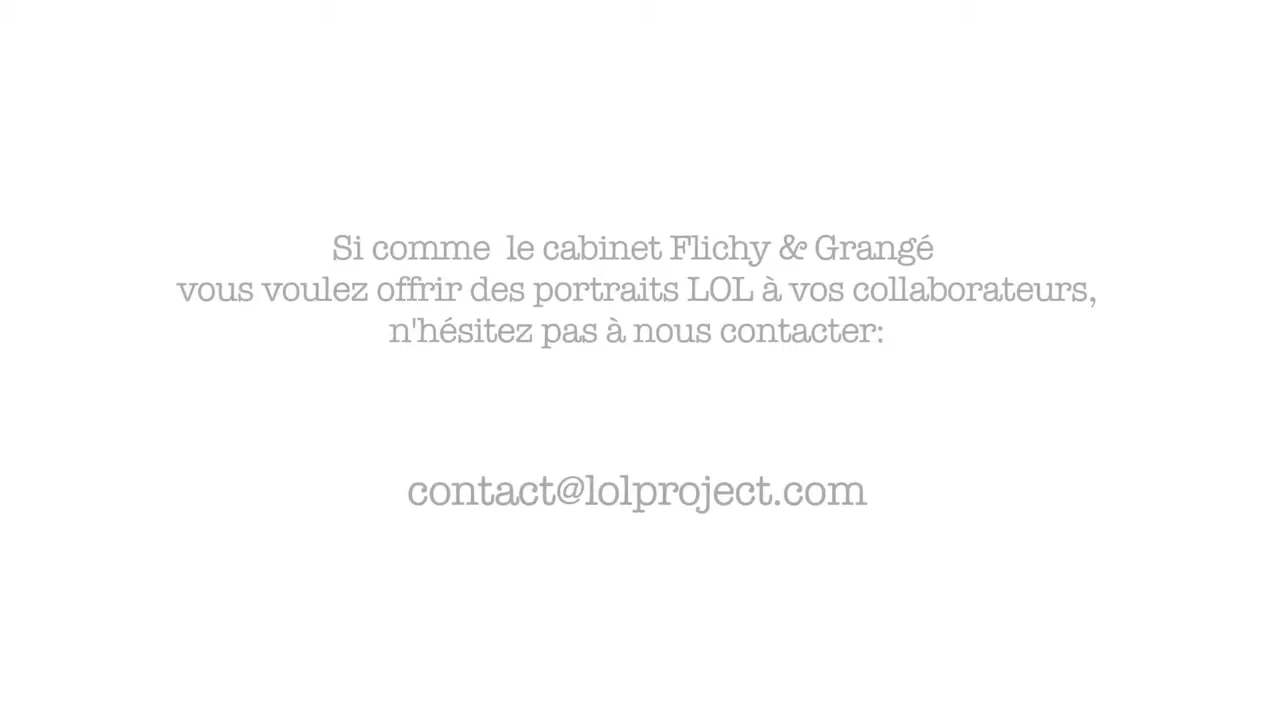 Si comme  le cabinet Flichy & Grangé
vous voulez offrir des portraits LOL à vos collaborateurs,
n'hésitez pas à nous contacter:
contact@lolproject.com